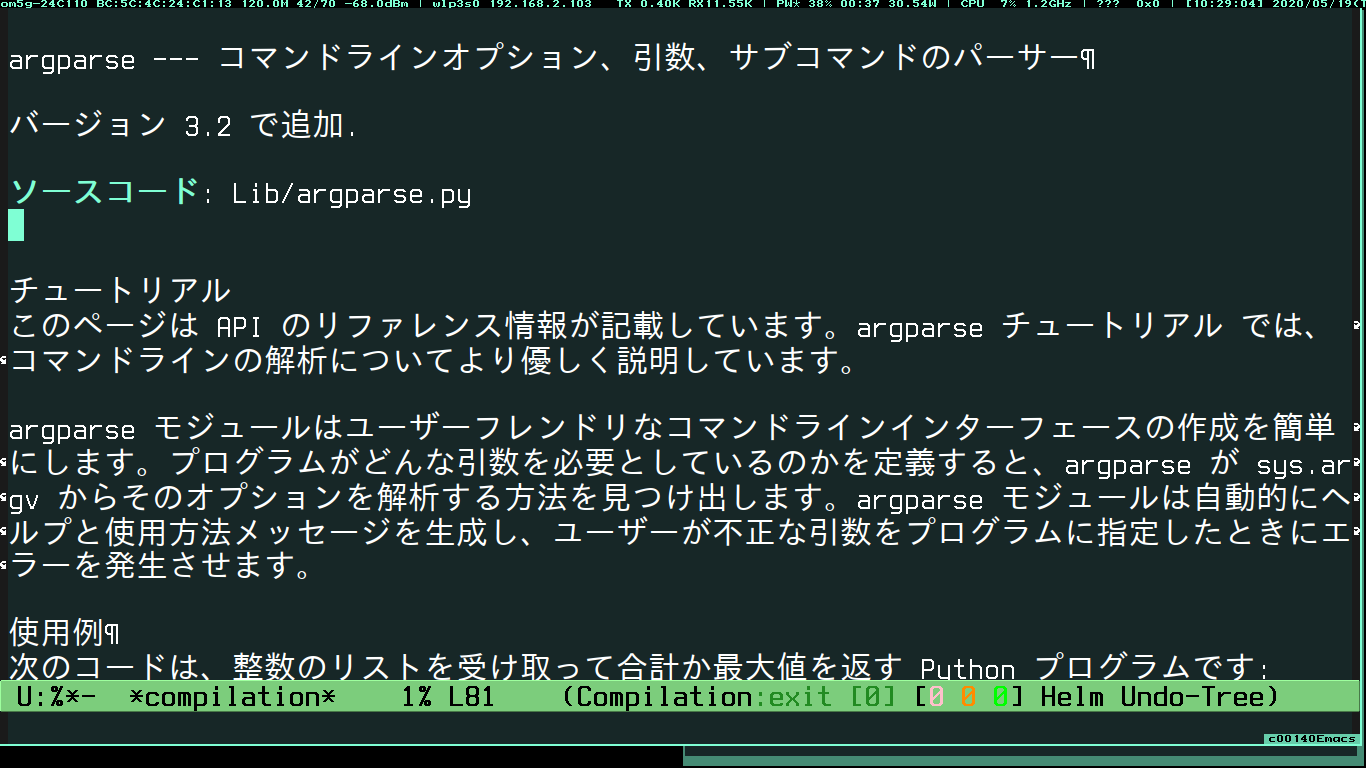 om5g-24C110 BC:5C:4C:24:C1:13 120.0M 42/70 -68.0dBm | wlp3s0 192.168.2.103 TX 0.40K RX11.55K | PW* 38% 00:37 30.54W | CPU 7% 1.2GHz | ??? 0x0 | [10:29:04] 2020/05/19(T
argparse --- コマンドラインオプション、引数、サブコマンドのパーサー¶
バージョン 3.2 で追加.
ソースコード: Lib/argparse.py
チュートリアル
このページは API のリファレンス情報が記載しています。argparse チュートリアル では、
コマンドラインの解析についてより優しく説明しています。
argparse モジュールはユーザーフレンドリなコマンドラインインターフェースの作成を簡単
にします。プログラムがどんな引数を必要としているのかを定義すると、argparse が sys.ar
gv からそのオプションを解析する方法を見つけ出します。argparse モジュールは自動的にヘ
ルプと使用方法メッセージを生成し、ユーザーが不正な引数をプログラムに指定したときにエ
ラーを発生させます。
使用例¶
次のコードは、整数のリストを受け取って合計か最大値を返す Python プログラムです:
U:%*- *compilation* 1% L81 (Compilation:exit [0] [0 0 0] Helm Undo-Tree)
c00140Emacs